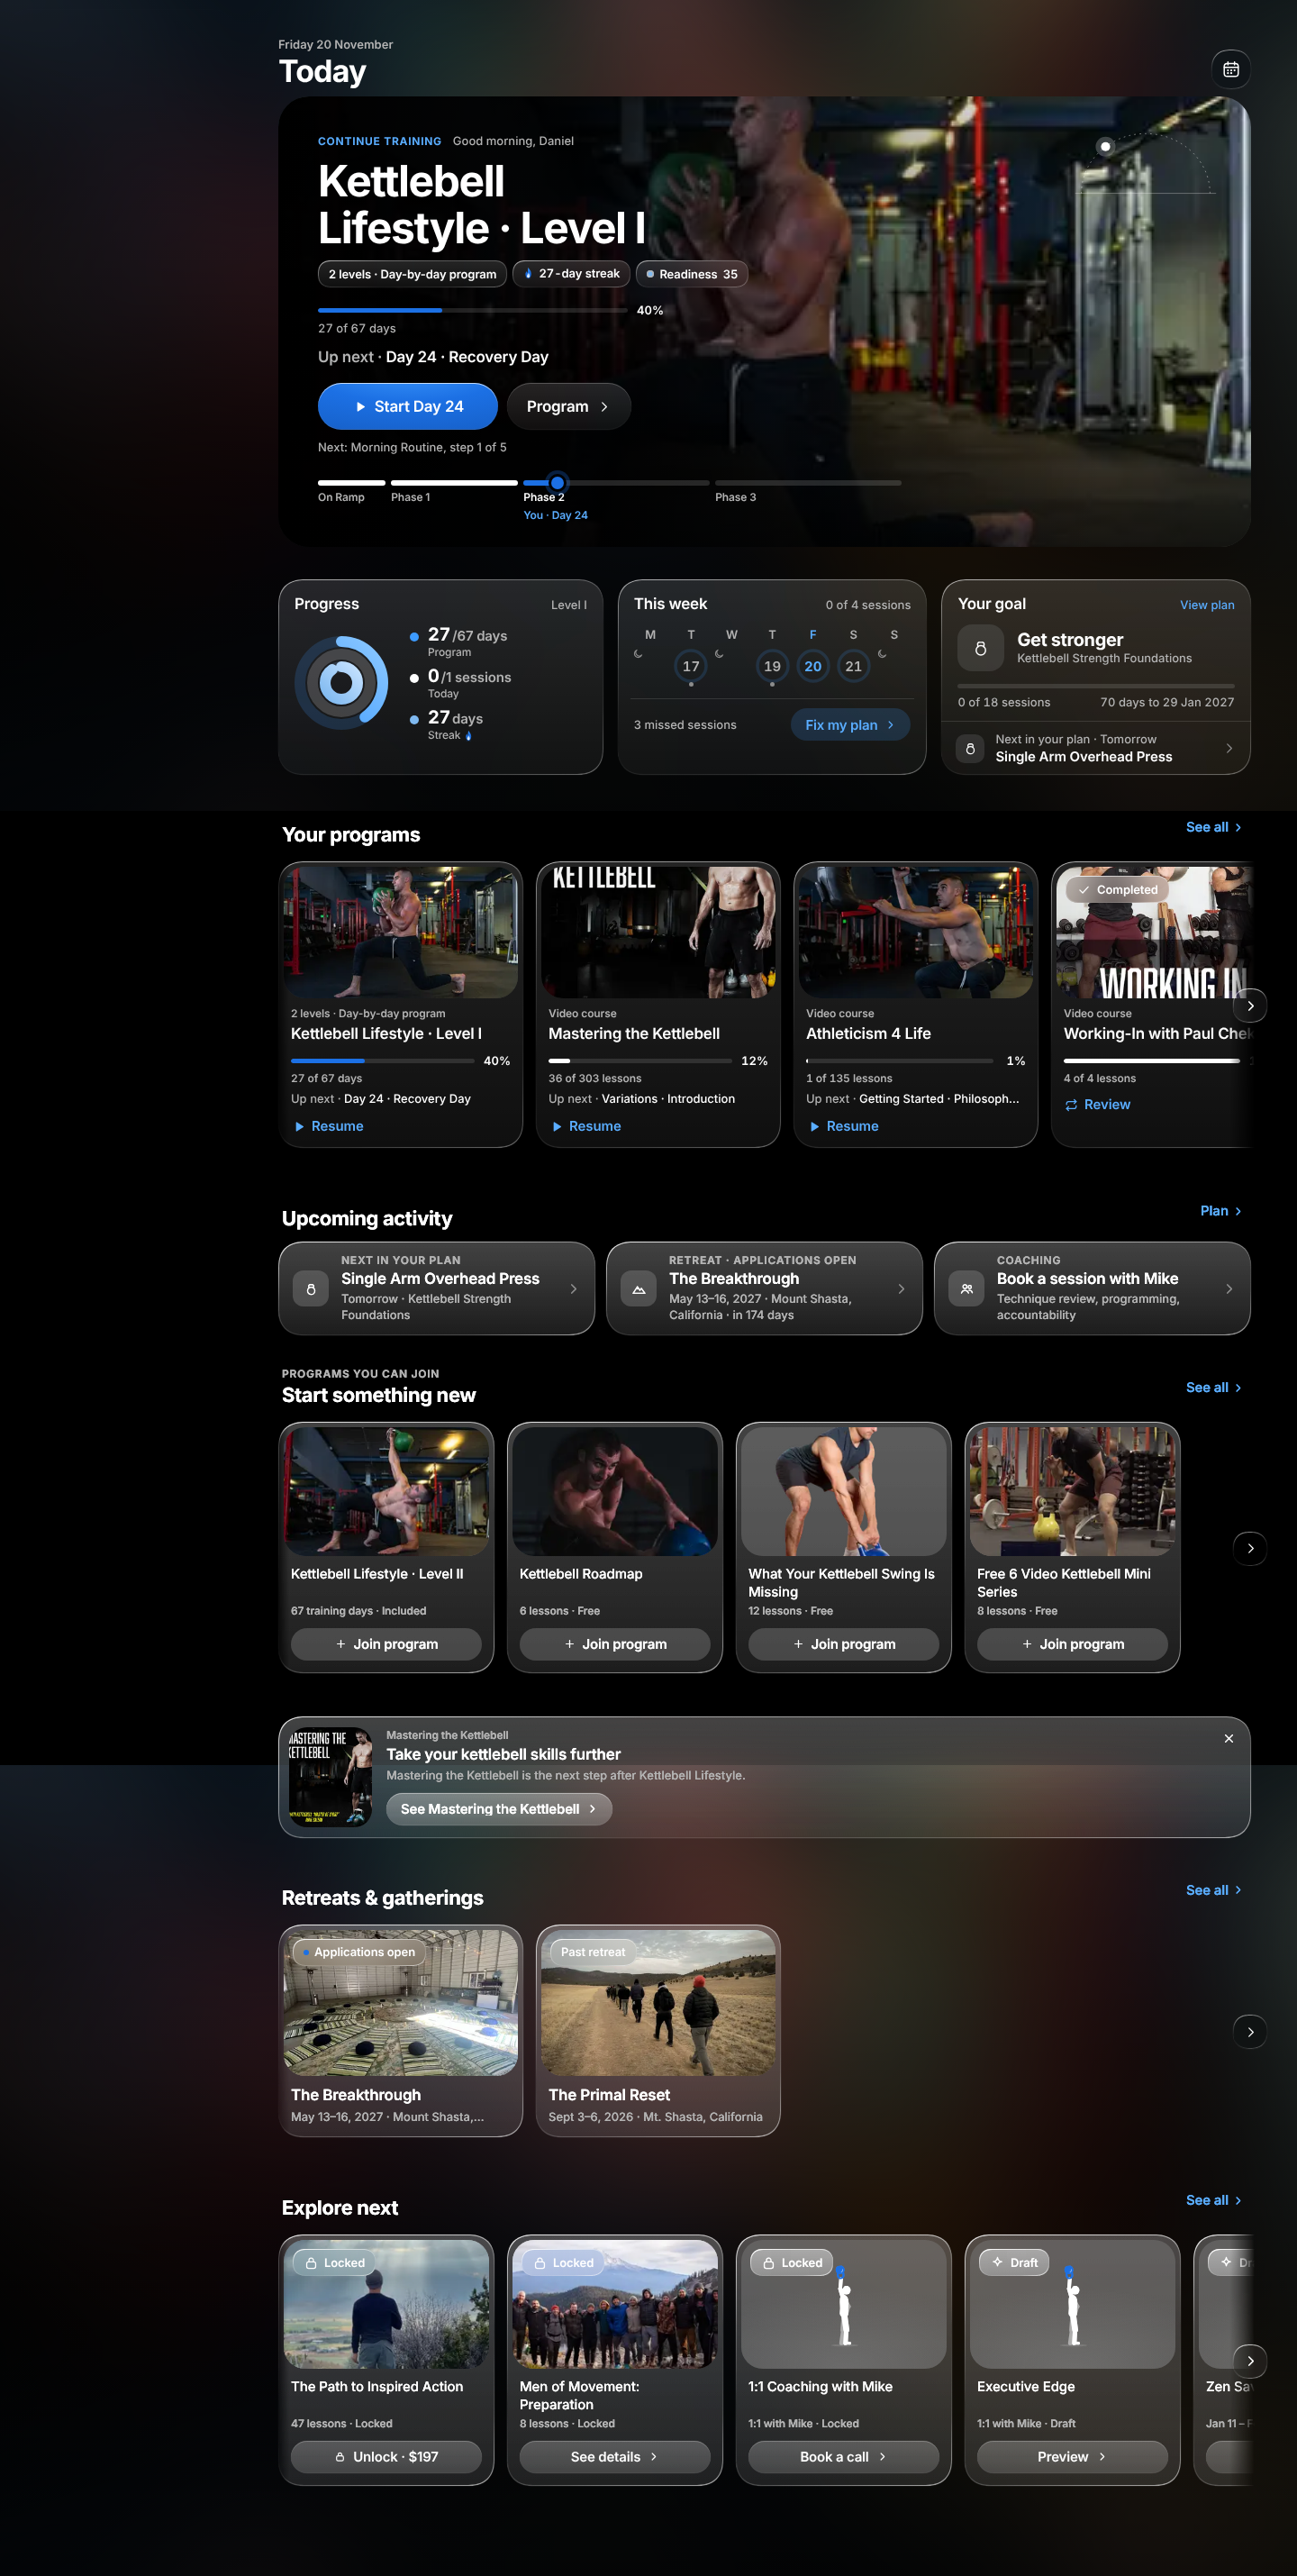 Friday 20 November
Today
CONTINUE TRAINING Good morning, Daniel
Kettlebell
Lifestyle · Level I
2 levels · Day-by-day program
27-day streak
Readiness 35
40%
27 of 67 days
Up next · Day 24 · Recovery Day
Start Day 24
Program
Next: Morning Routine, step 1 of 5
On Ramp
Phase 1
Phase 2
Phase 3
You · Day 24
Progress
Level I
27/67 days
Program
0/1 sessions
Today
27 days
Streak
This week
0 of 4 sessions
M T W T F S S
17 19 20 21
3 missed sessions
Fix my plan
Your goal
View plan
Get stronger
Kettlebell Strength Foundations
0 of 18 sessions
70 days to 29 Jan 2027
Next in your plan · Tomorrow
Single Arm Overhead Press
Your programs
See all
2 levels · Day-by-day program
Kettlebell Lifestyle · Level I
40%
27 of 67 days
Up next · Day 24 · Recovery Day
Resume
KETTLEBELL
Video course
Mastering the Kettlebell
12%
36 of 303 lessons
Up next · Variations · Introduction
Resume
Video course
Athleticism 4 Life
1%
1 of 135 lessons
Up next · Getting Started · Philosoph...
Resume
Completed
WORKING IN
Video course
Working-In with Paul Chek
4 of 4 lessons
Review
Upcoming activity
Plan
NEXT IN YOUR PLAN
Single Arm Overhead Press
Tomorrow · Kettlebell Strength
Foundations
RETREAT · APPLICATIONS OPEN
The Breakthrough
May 13–16, 2027 · Mount Shasta,
California · in 174 days
COACHING
Book a session with Mike
Technique review, programming,
accountability
PROGRAMS YOU CAN JOIN
Start something new
See all
Kettlebell Lifestyle · Level II
67 training days · Included
Join program
Kettlebell Roadmap
6 lessons · Free
Join program
What Your Kettlebell Swing Is
Missing
12 lessons · Free
Join program
Free 6 Video Kettlebell Mini
Series
8 lessons · Free
Join program
MASTERING THE
KETTLEBELL
Mastering the Kettlebell
Take your kettlebell skills further
Mastering the Kettlebell is the next step after Kettlebell Lifestyle.
See Mastering the Kettlebell
Retreats & gatherings
See all
Applications open
The Breakthrough
May 13–16, 2027 · Mount Shasta,...
Past retreat
The Primal Reset
Sept 3–6, 2026 · Mt. Shasta, California
Explore next
See all
Locked
The Path to Inspired Action
47 lessons · Locked
Unlock · $197
Locked
Men of Movement:
Preparation
8 lessons · Locked
See details
Locked
1:1 Coaching with Mike
1:1 with Mike · Locked
Book a call
Draft
Executive Edge
1:1 with Mike · Draft
Preview
Zen
Jan 11 –